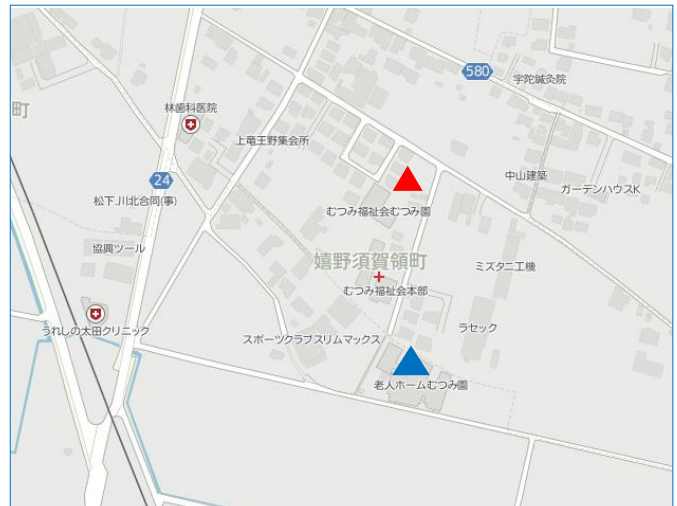 580
宇陀鍼灸院
町
林歯科医院
上竜王野集会所
24
松下.川北合同(事)
中山建築
ガーデンハウスK
むつみ福祉会むつみ園
協興ツール
嬉野須賀領町
ミズタニ工機
むつみ福祉会本部
うれしの太田クリニック
スポーツクラブスリムマックス
ラセック
老人ホームむつみ園